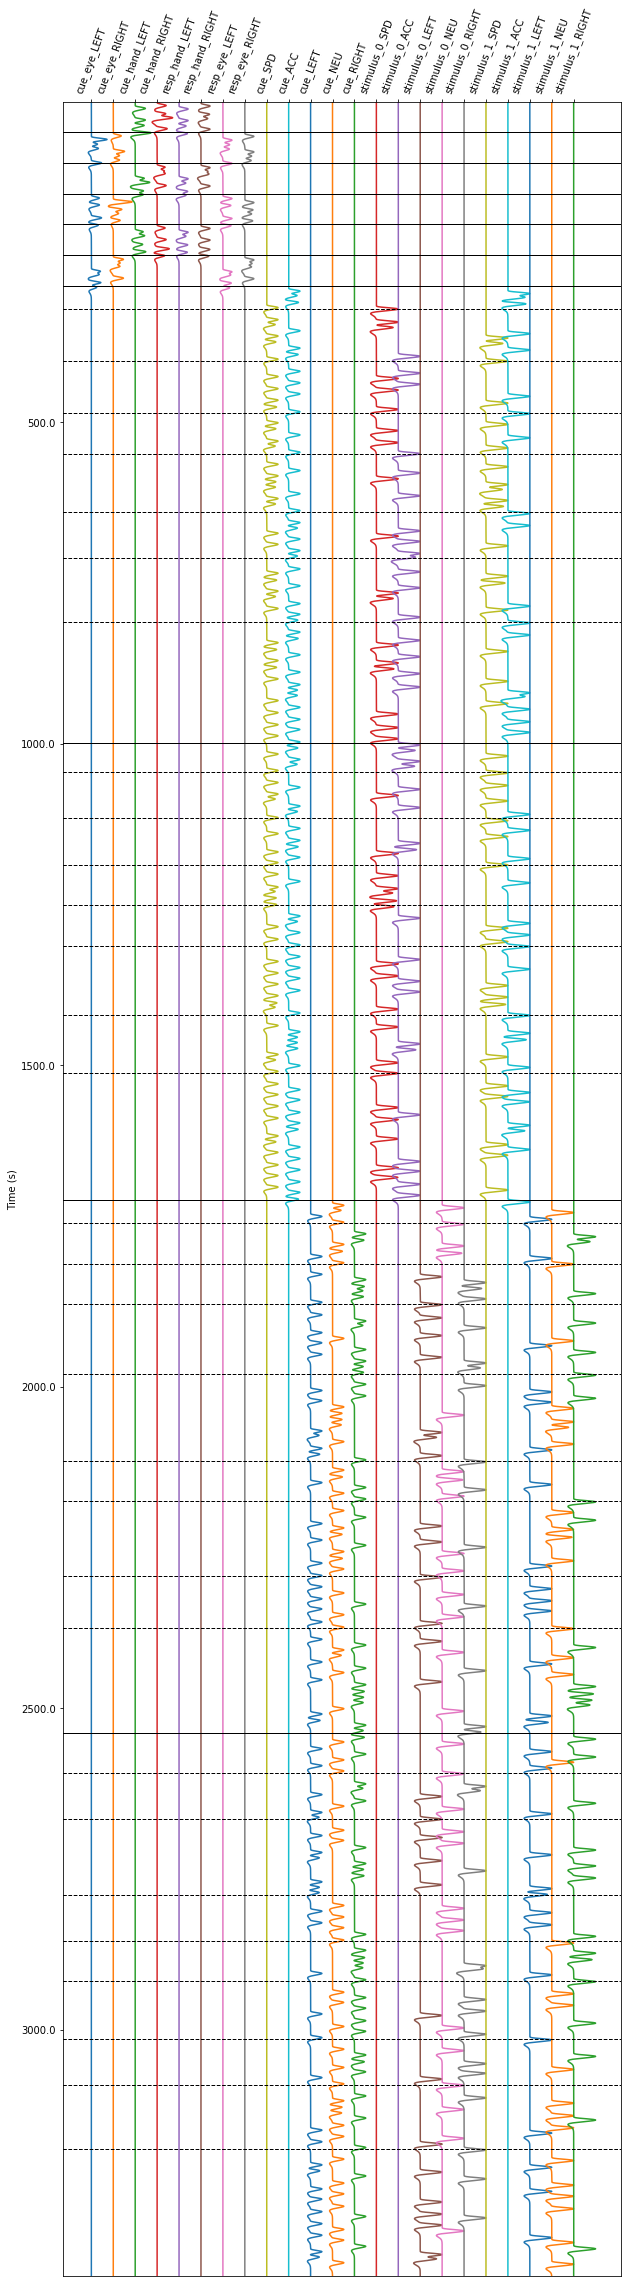 cue_eye_LEFT
cue_eye_RIGHT
cue_hand_LEFT
cue_hand_RIGHT
resp_hand_LEFT
resp_hand_RIGHT
resp_eye_LEFT
resp_eye_RIGHT
cue_SPD
cue_ACC
cue_LEFT
cue_NEU
cue_RIGHT
stimulus_0_SPD
stimulus_0_ACC
stimulus_0_LEFT
stimulus_0_NEU
stimulus_0_RIGHT
stimulus_1_SPD
stimulus_1_ACC
stimulus_1_LEFT
stimulus_1_NEU
stimulus_1_RIGHT
500.0
1000.0
Time (s)
1500.0
2000.0
2500.0
3000.0